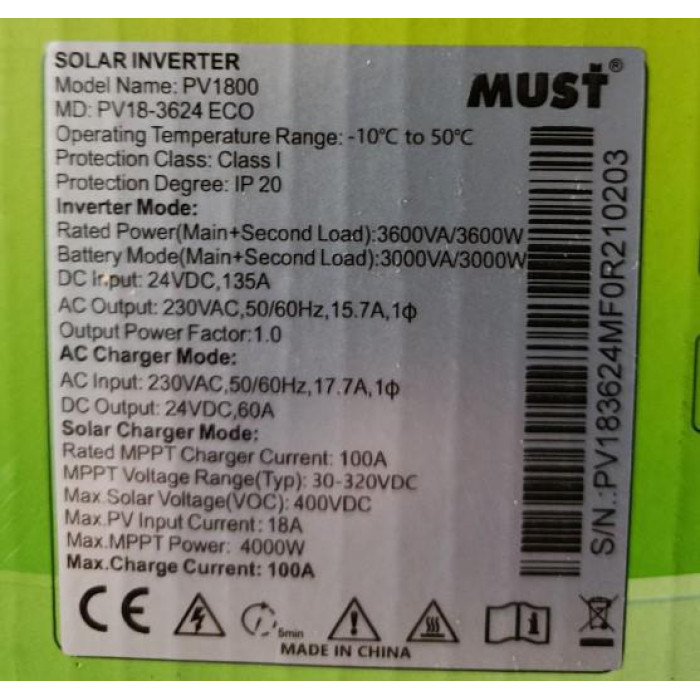 SOLAR INVERTER
MUST®
Model Name: PV1800
MD: PV18-3624 ECO
Operating Temperature Range: -10℃ to 50℃
Protection Class: Class I
Protection Degree: IP 20
Inverter Mode:
Rated Power(Main+Second Load):3600VA/3600W
Battery Mode(Main+Second Load):3000VA/3000W
DC Input: 24VDC,135A
AC Output: 230VAC,50/60Hz,15.7A,1ϕ
Output Power Factor:1.0
AC Charger Mode:
AC Input: 230VAC,50/60Hz,17.7A,1ϕ
DC Output: 24VDC,60A
Solar Charger Mode:
Rated MPPT Charger Current: 100A
MPPT Voltage Range(Typ): 30-320VDC
Max.Solar Voltage(VOC): 400VDC
Max.PV Input Current: 18A
Max.MPPT Power: 4000W
Max.Charge Current: 100A
S/N.:PV183624MF0R210203
CE
5min
MADE IN CHINA